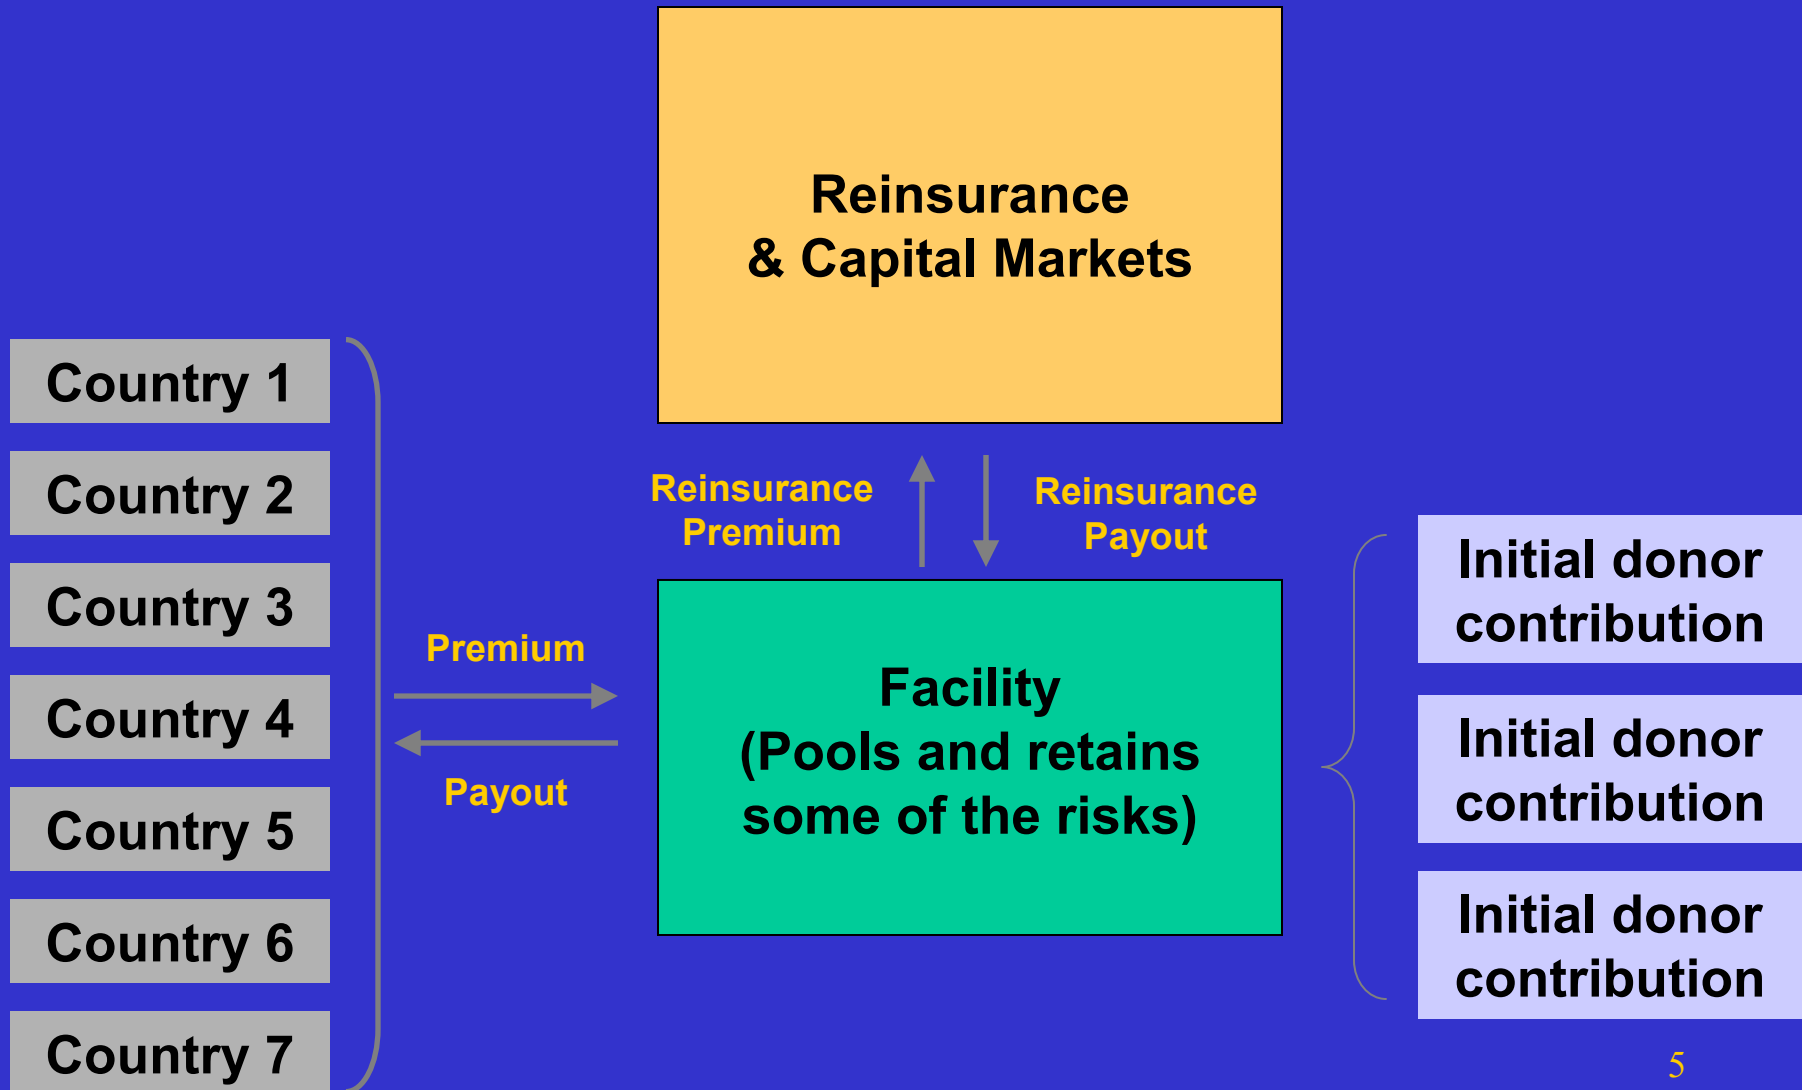 Reinsurance
& Capital Markets
Country 1
Country 2
Country 3
Country 4
Country 5
Country 6
Country 7
Premium
Payout
Reinsurance
Premium
Reinsurance
Payout
Facility
(Pools and retains
some of the risks)
Initial donor
contribution
Initial donor
contribution
Initial donor
contribution
5